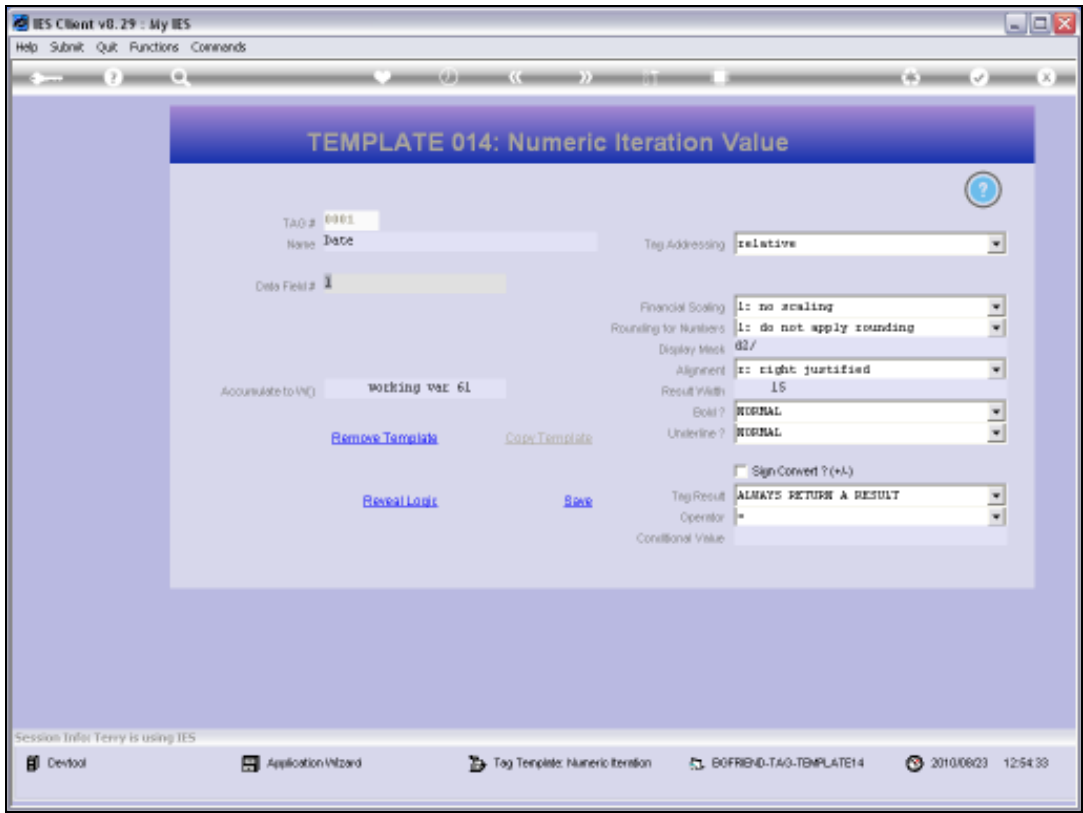 IES Client v8.29 : My IES
Help Submit Quit Functions Commands
TEMPLATE 014: Numeric Iteration Value
TAG # 0001
Name Date
Tag Addressing relative
Data Field # 1
Financial Scaling 1: no scaling
Rounding for Numbers 1: do not apply rounding
Display Mask d2/
Alignment r: right justified
Accumulate to W() working var 61
Result Width 15
Bold ? NORMAL
Remove Template Copy Template
Underline ? NORMAL
Sign Convert ? (+/-)
Reveal Logic Save
Tag Result ALWAYS RETURN A RESULT
Operator =
Conditional Value
Session Info: Terry is using IES
Devtool Application Wizard Tag Template: Numeric Iteration BGFRIEND-TAG-TEMPLATE14 2010/08/23 12:54:33